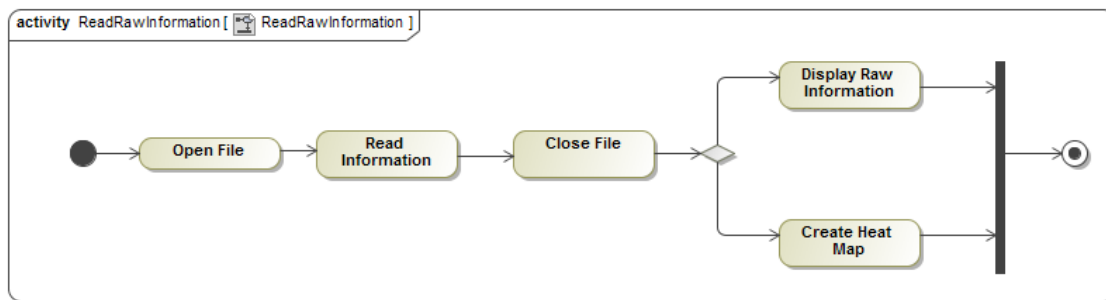 activity ReadRawInformation [ ReadRawInformation ]
Open File
Read
Information
Close File
Display Raw
Information
Create Heat
Map